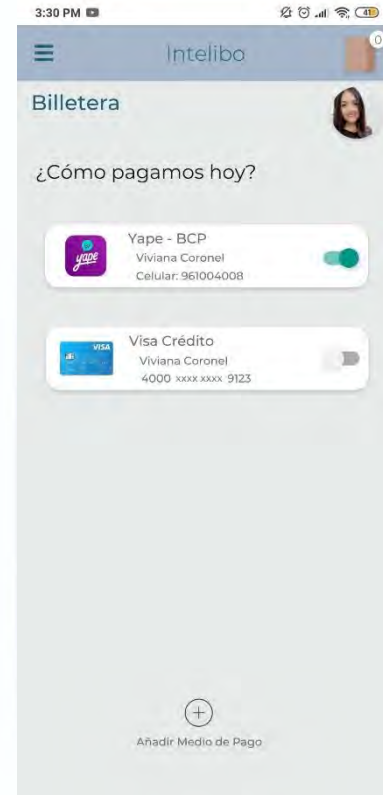 3:30 PM
41
Intelibo
0
Billetera
¿Cómo pagamos hoy?
yape
Yape - BCP
Viviana Coronel
Celular: 961004008
VISA
Visa Crédito
Viviana Coronel
4000 xxxx xxxx 9123
Añadir Medio de Pago